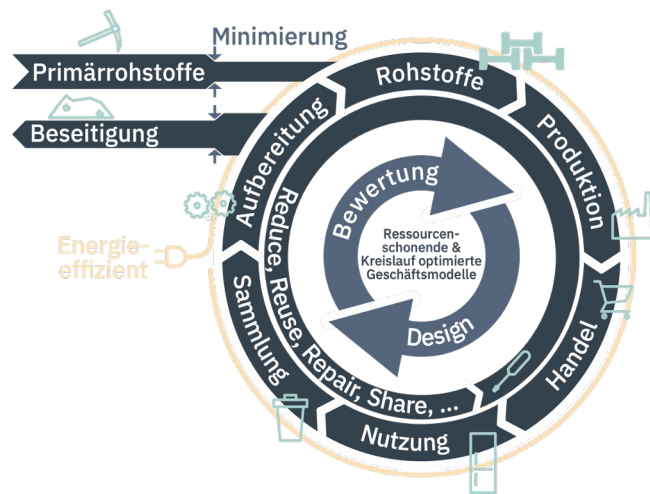 Minimierung
Primärrohstoffe
Beseitigung
Rohstoffe
Produktion
Handel
Nutzung
Sammlung
Aufbereitung
Energie-
effizient
Reduce, Reuse, Repair, Share, ...
Bewertung
Ressourcen-
schonende &
Kreislauf optimierte
Geschäftsmodelle
Design